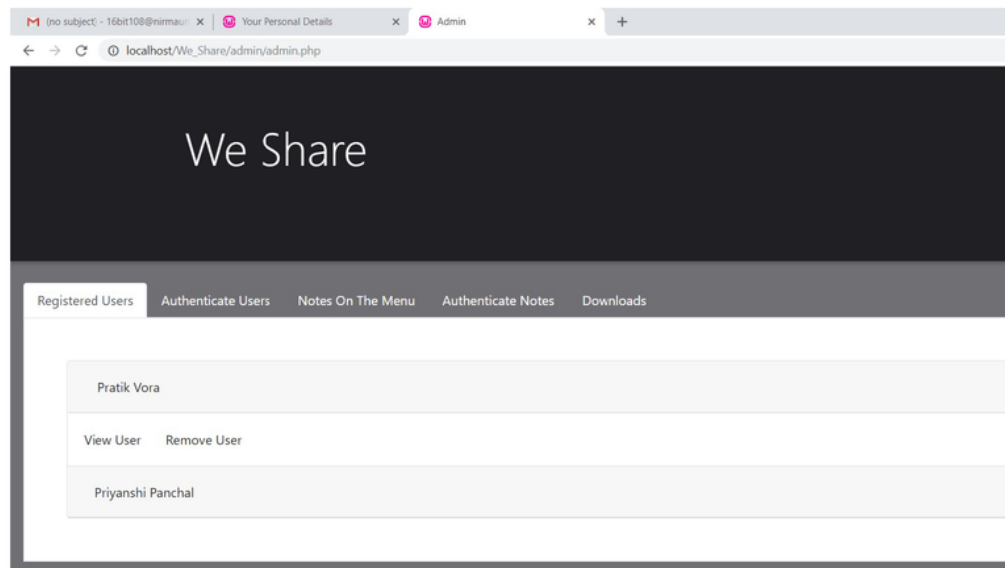 (no subject) - 16bit108@nirmauni Your Personal Details Admin
localhost/We_Share/admin/admin.php
We Share
Registered Users Authenticate Users Notes On The Menu Authenticate Notes Downloads
Pratik Vora
View User Remove User
Priyanshi Panchal